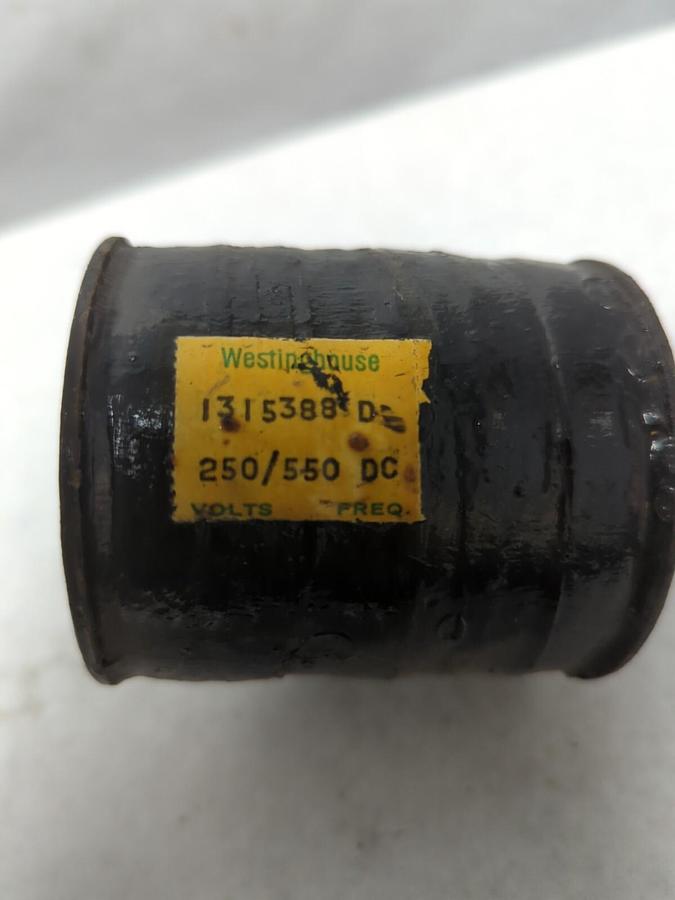 Westinghouse
1315388 D
250/550 DC
VOLTS FREQ.